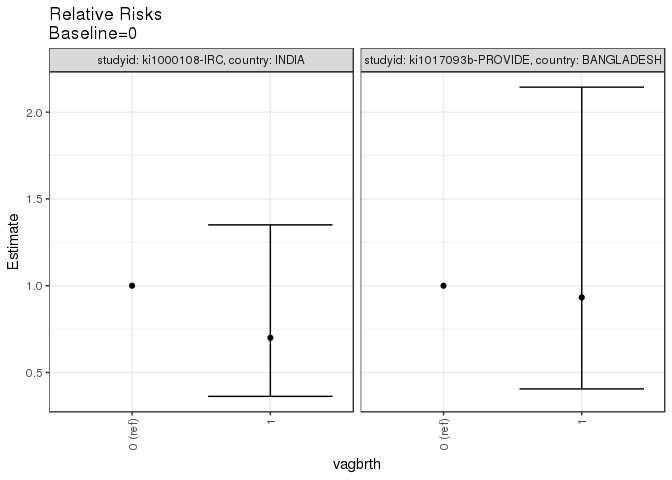 Relative Risks
Baseline=0
studyid: ki1000108-IRC, country: INDIA
studyid: ki1017093b-PROVIDE, country: BANGLADESH
Estimate
2.0
1.5
1.0
0.5
0 (ref)
1
0 (ref)
1
vagbrth